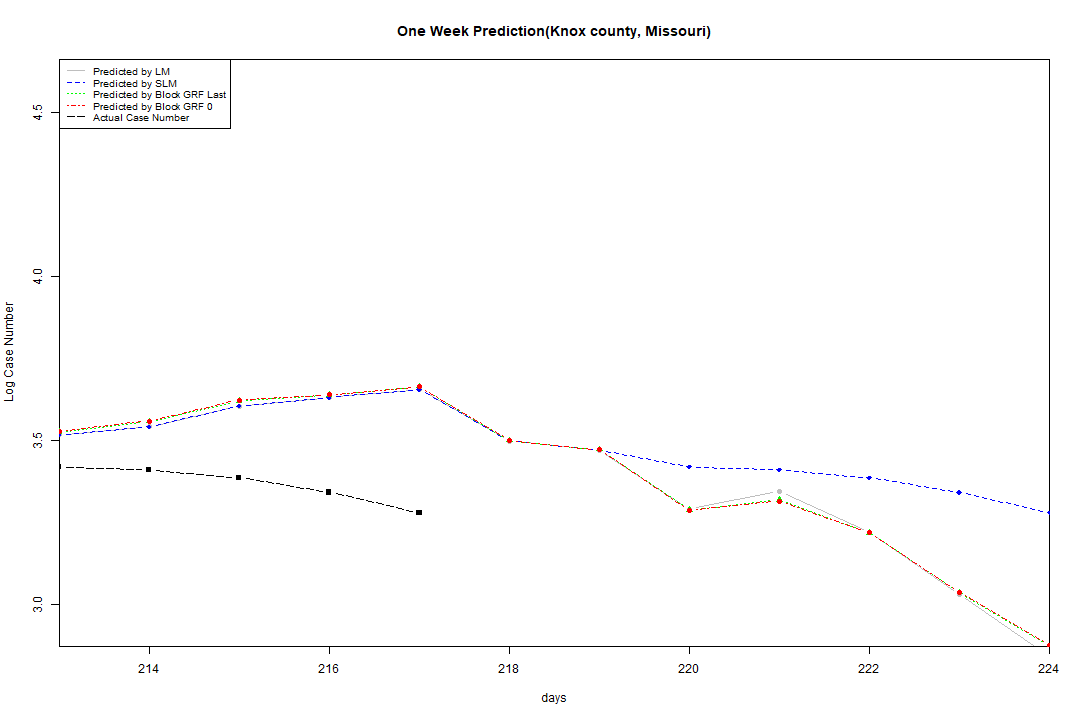 One Week Prediction(Knox county, Missouri)
Predicted by LM
Predicted by SLM
Predicted by Block GRF Last
Predicted by Block GRF 0
Actual Case Number
4.5
4.0
3.5
3.0
Log Case Number
214 216 218 220 222 224
days